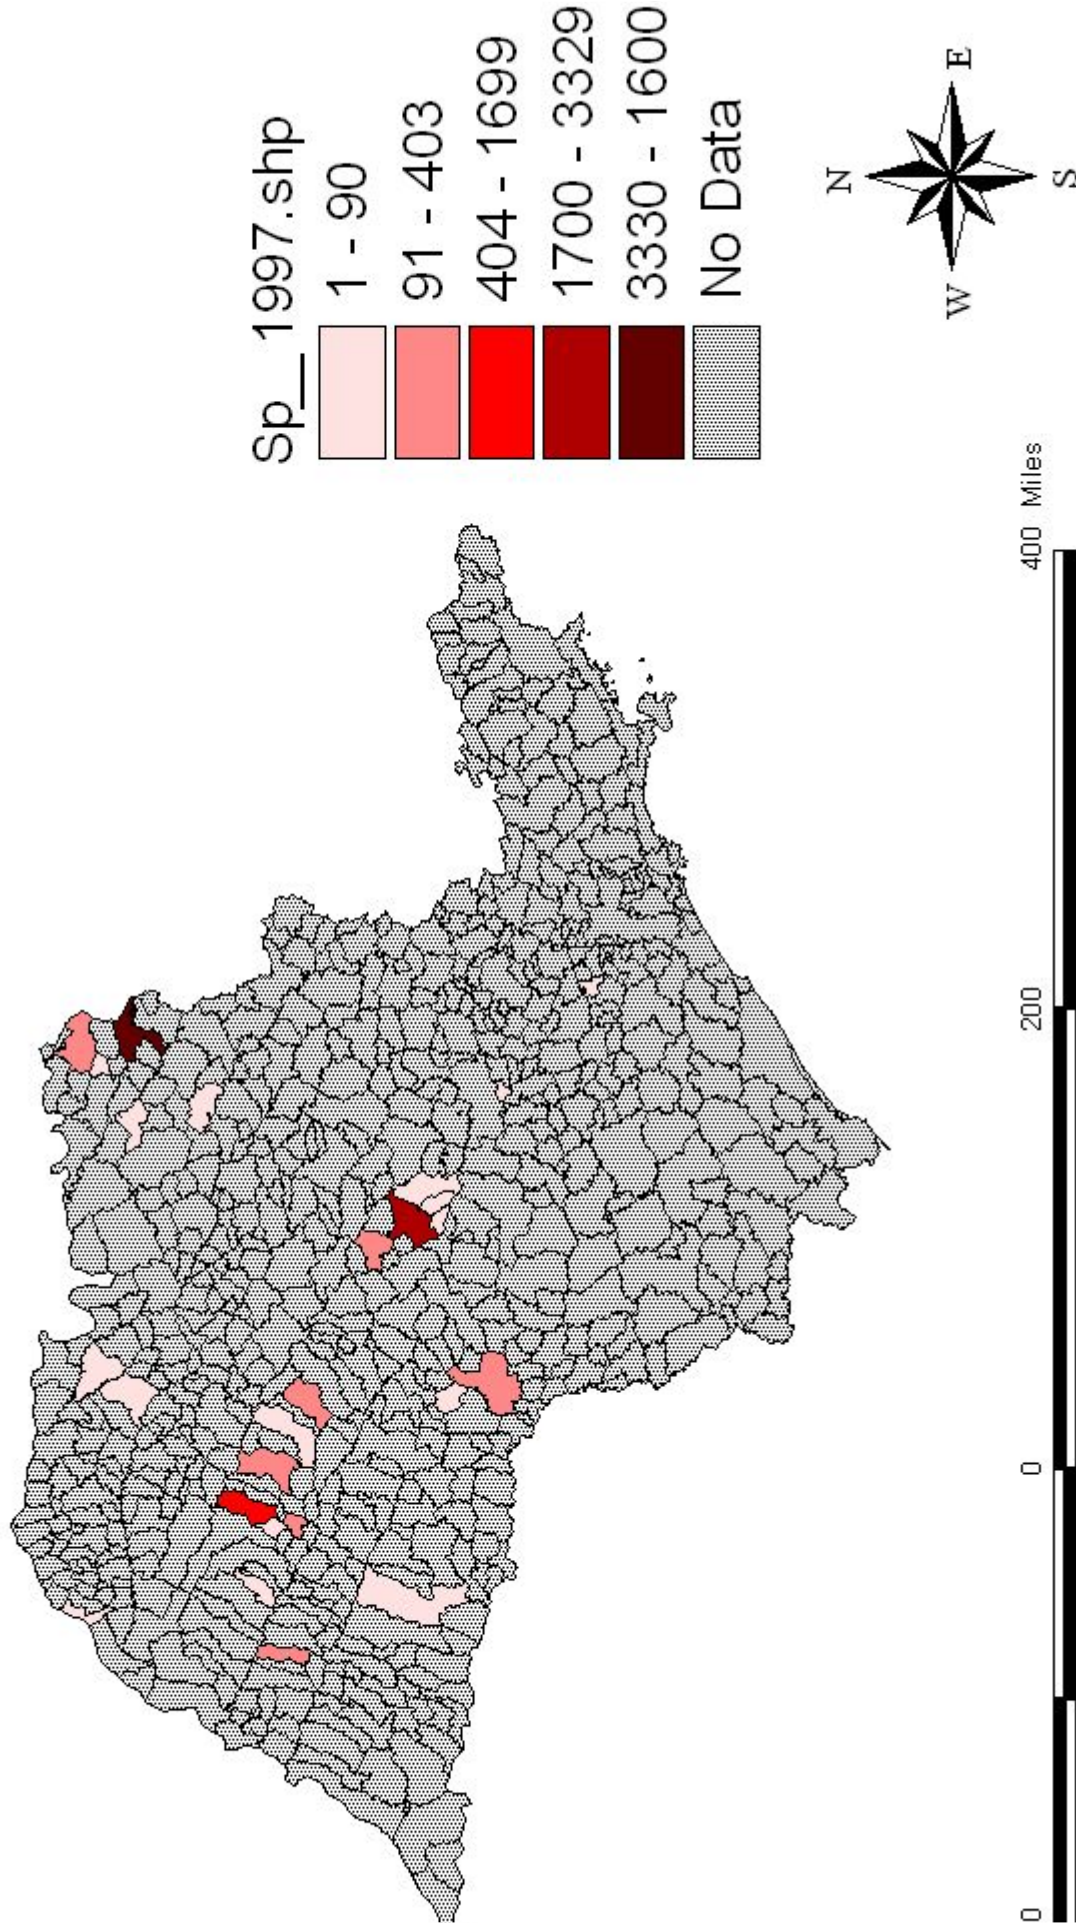 Sp__1997.shp
1 - 90
91 - 403
404 - 1699
1700 - 3329
3330 - 1600
No Data
N
W
E
S
0
0
200
400 Miles